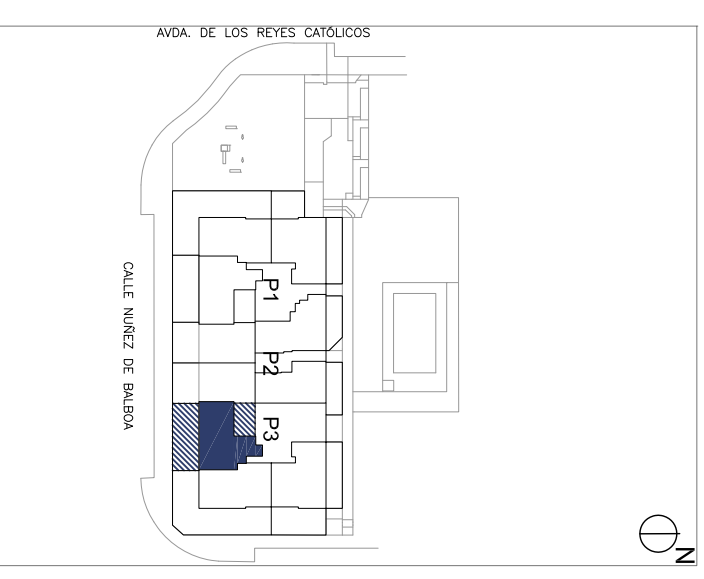 AVDA. DE LOS REYES CATÓLICOS
CALLE NUÑEZ DE BALBOA
P1
P2
P3
N